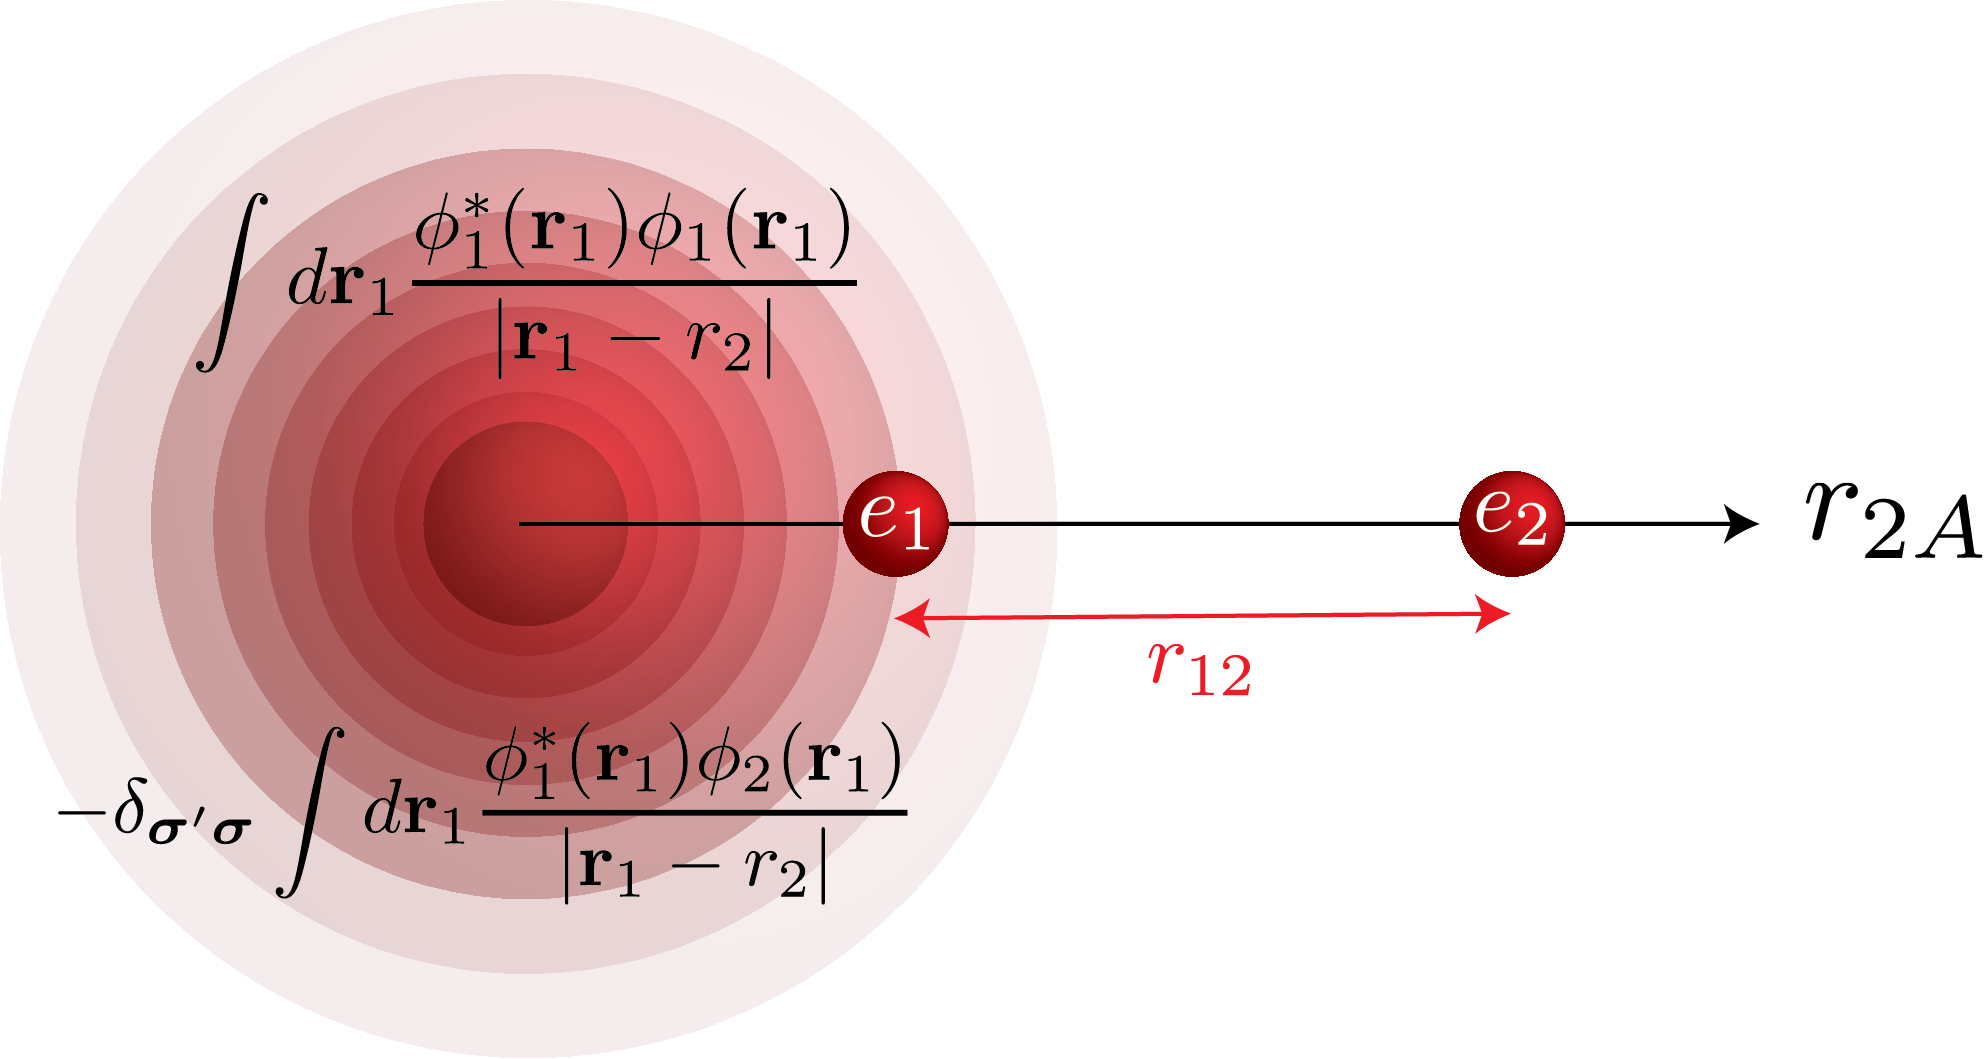 ∫ d𝐫₁ ϕ₁*(𝐫₁)ϕ₁(𝐫₁) / |𝐫₁ − r₂|
e₁ e₂ r₂A
r₁₂
−δ𝛔′𝛔 ∫ d𝐫₁ ϕ₁*(𝐫₁)ϕ₂(𝐫₁) / |𝐫₁ − r₂|